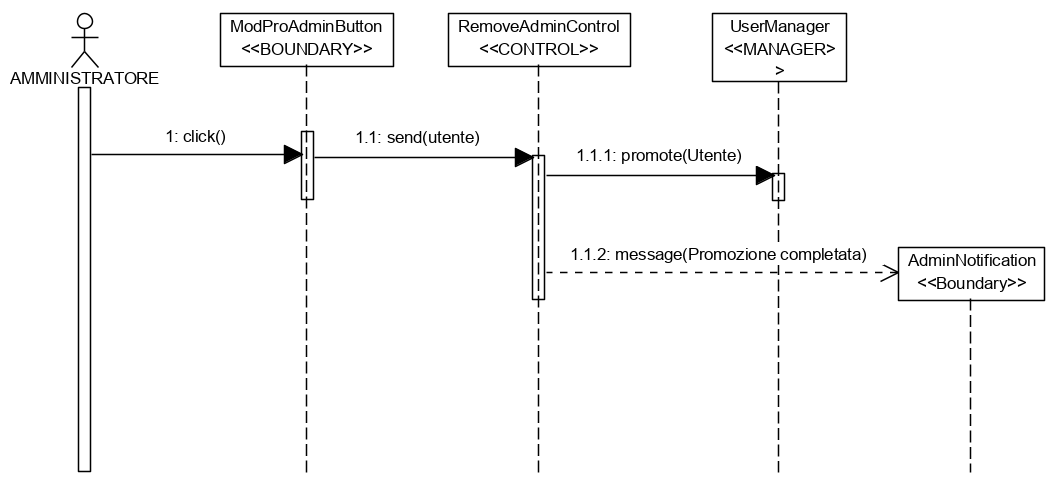 ModProAdminButton
<<BOUNDARY>>
RemoveAdminControl
<<CONTROL>>
UserManager
<<MANAGER>
>
AMMINISTRATORE
1: click()
1.1: send(utente)
1.1.1: promote(Utente)
1.1.2: message(Promozione completata)
AdminNotification
<<Boundary>>